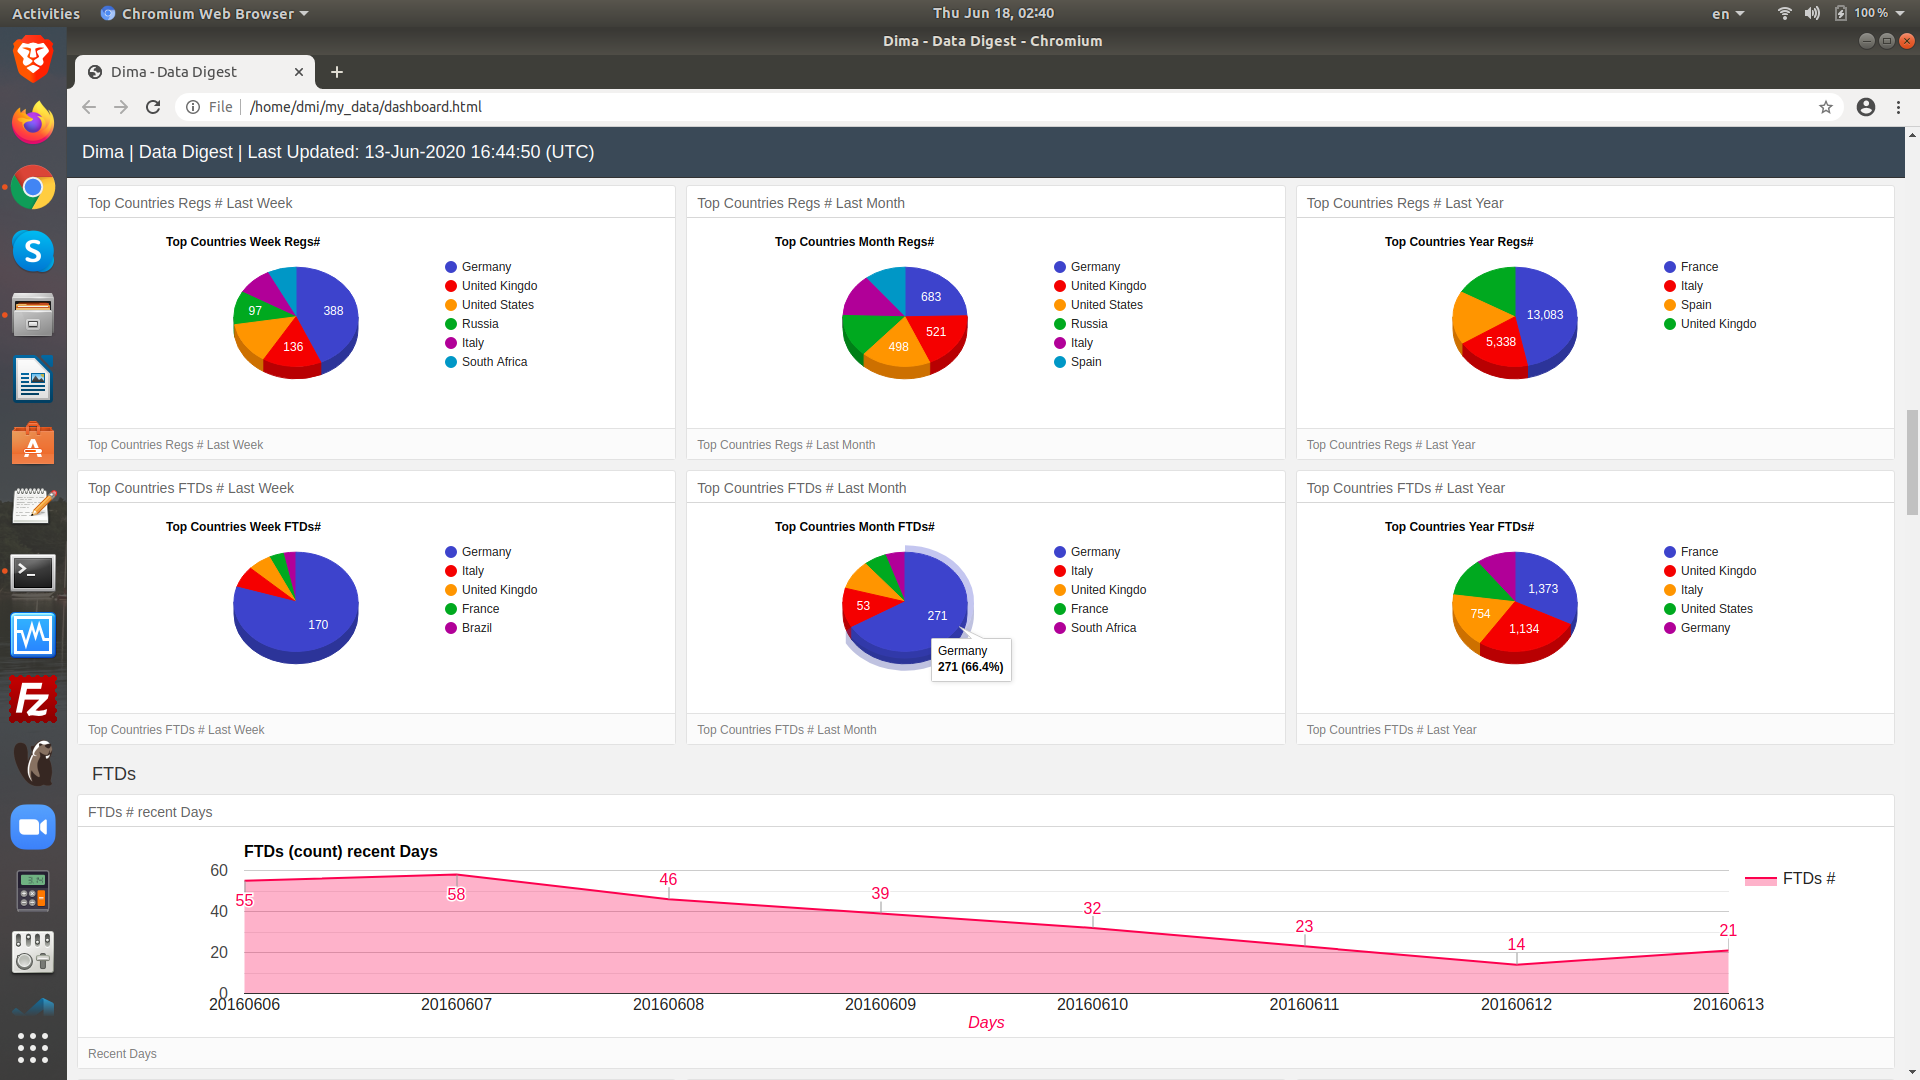 Activities
Chromium Web Browser
Thu Jun 18, 02:40
en
100 %
Dima - Data Digest - Chromium
Dima - Data Digest
File
/home/dmi/my_data/dashboard.html
Dima | Data Digest | Last Updated: 13-Jun-2020 16:44:50 (UTC)
Top Countries Regs # Last Week
Top Countries Week Regs#
388
136
97
Germany
United Kingdo
United States
Russia
Italy
South Africa
Top Countries Regs # Last Week
Top Countries Regs # Last Month
Top Countries Month Regs#
683
521
498
Germany
United Kingdo
United States
Russia
Italy
Spain
Top Countries Regs # Last Month
Top Countries Regs # Last Year
Top Countries Year Regs#
13,083
5,338
France
Italy
Spain
United Kingdo
Top Countries Regs # Last Year
Top Countries FTDs # Last Week
Top Countries Week FTDs#
170
Germany
Italy
United Kingdo
France
Brazil
Top Countries FTDs # Last Week
Top Countries FTDs # Last Month
Top Countries Month FTDs#
53
271
Germany
271 (66.4%)
Germany
Italy
United Kingdo
France
South Africa
Top Countries FTDs # Last Month
Top Countries FTDs # Last Year
Top Countries Year FTDs#
1,373
754
1,134
France
United Kingdo
Italy
United States
Germany
Top Countries FTDs # Last Year
FTDs
FTDs # recent Days
FTDs (count) recent Days
60
40
20
0
55
58
46
39
32
23
14
21
FTDs #
20160606
20160607
20160608
20160609
20160610
20160611
20160612
20160613
Days
Recent Days